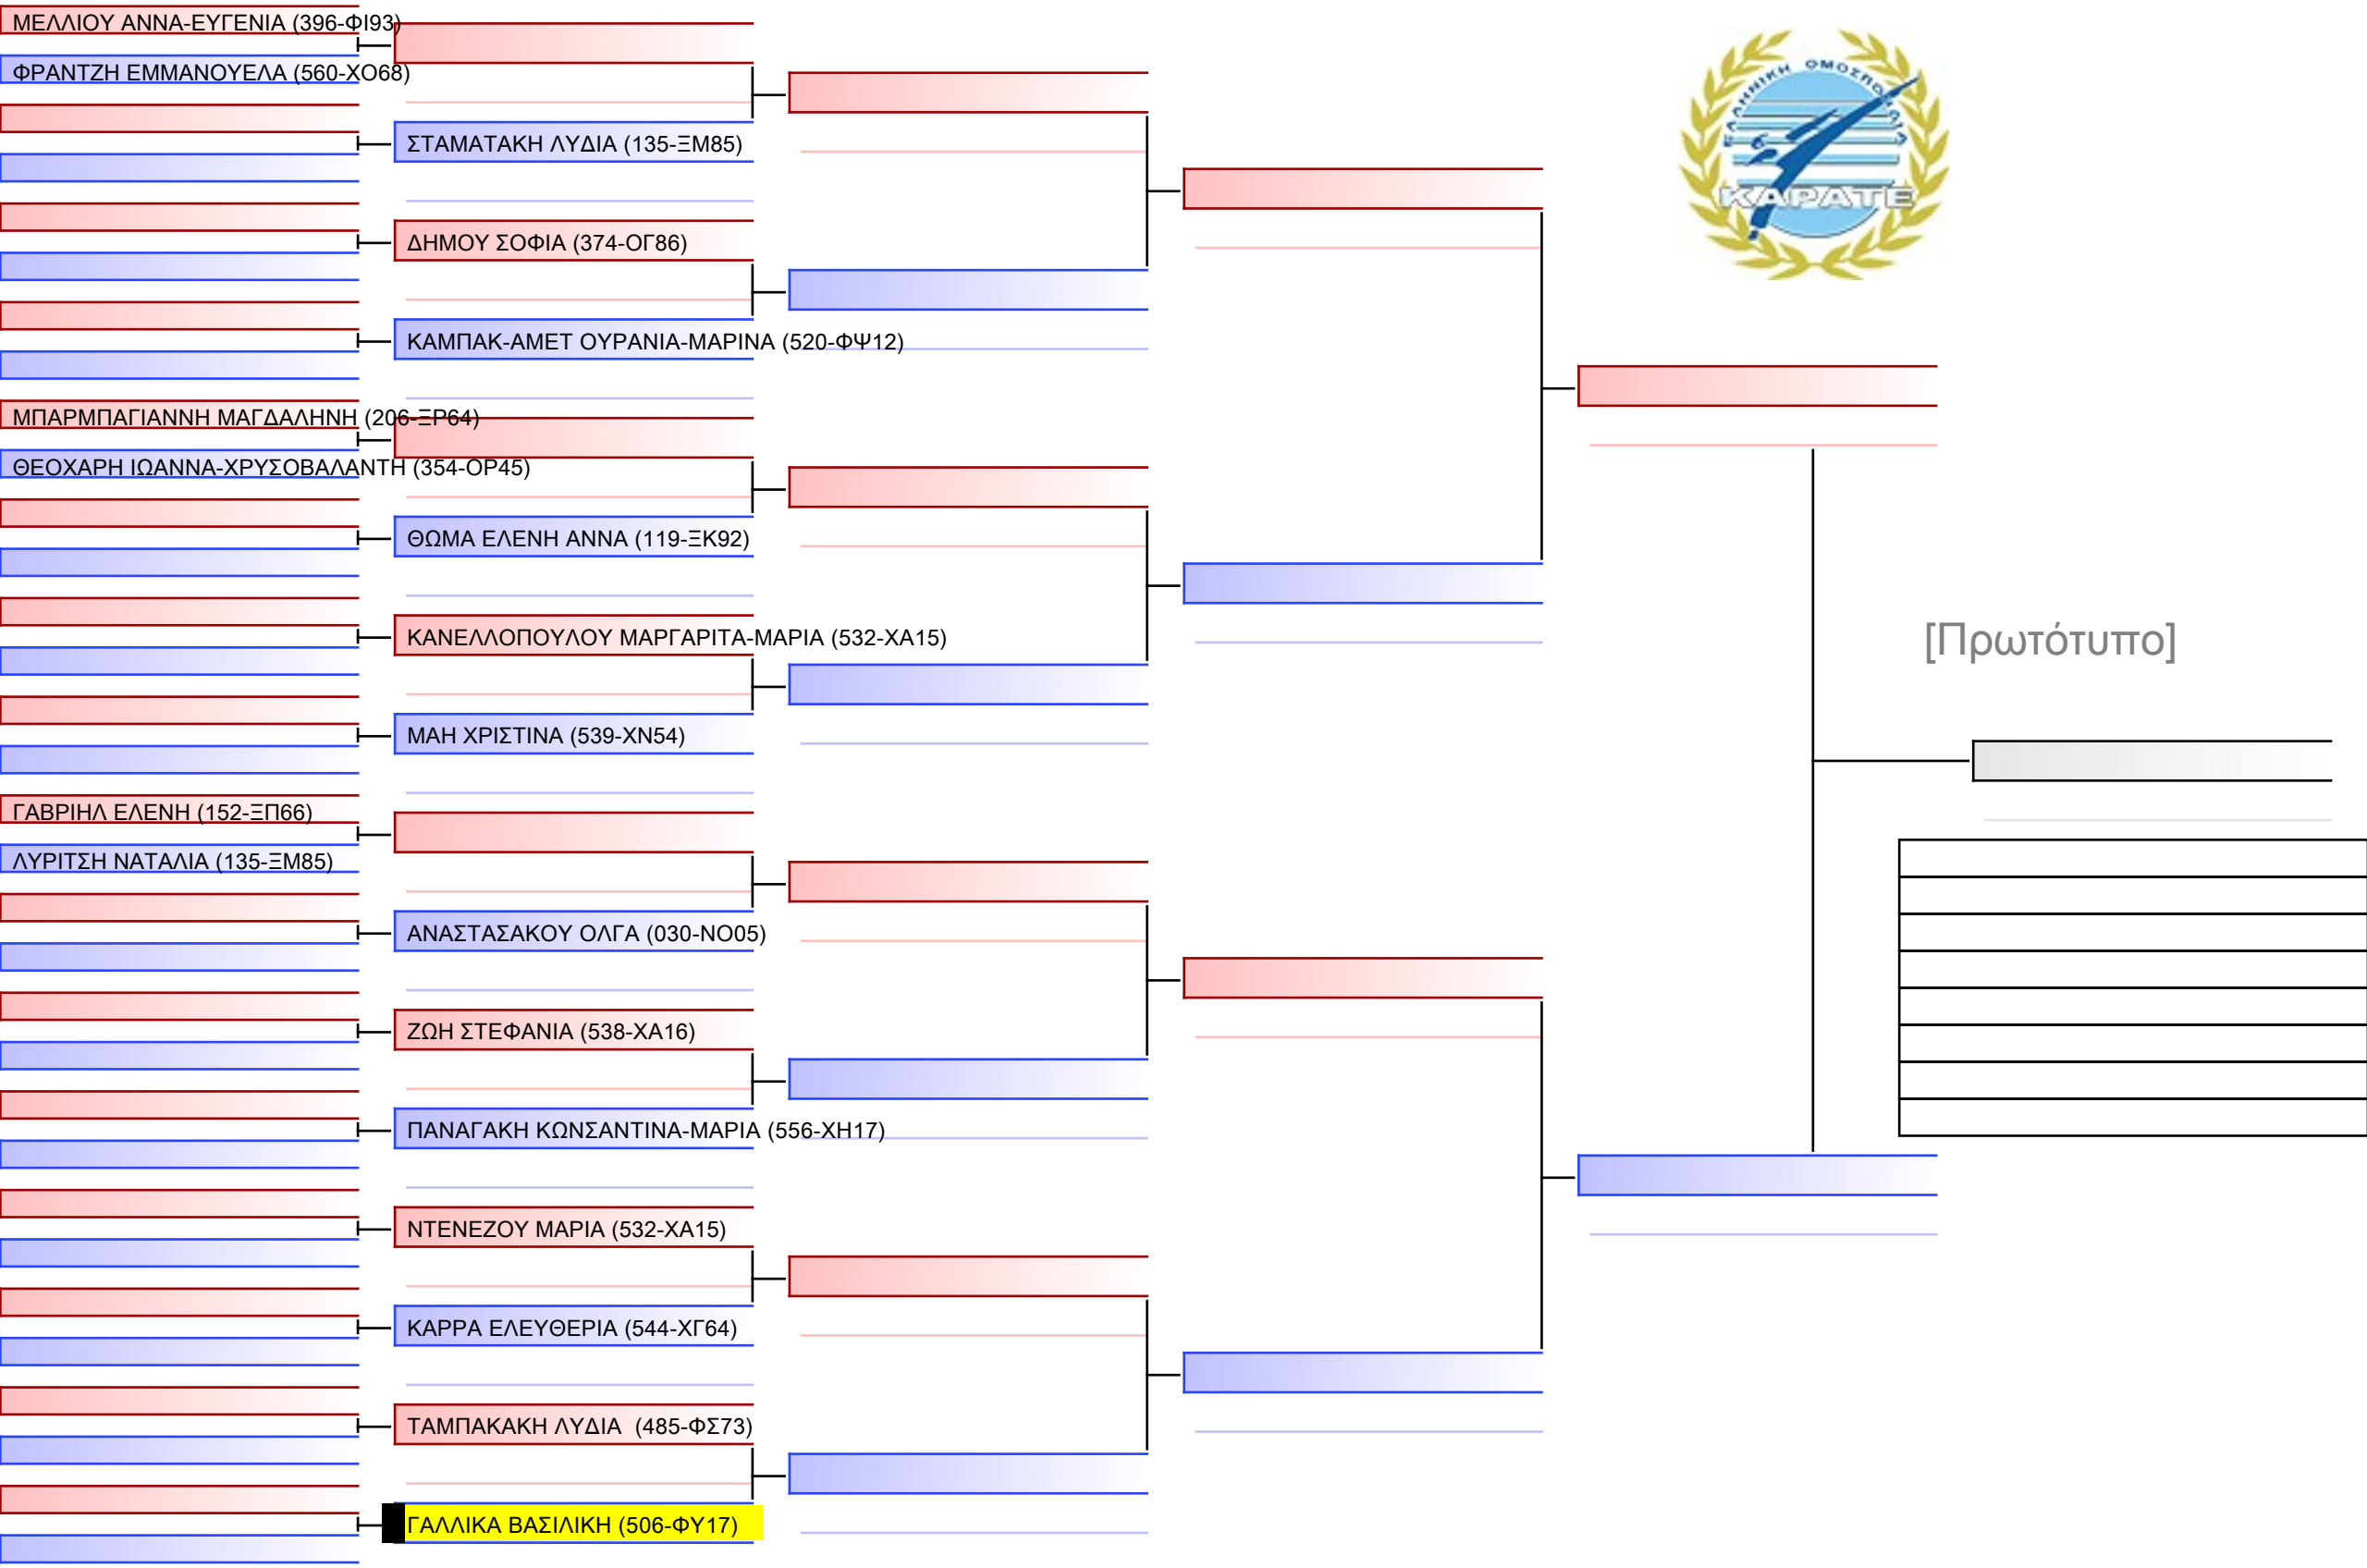 ΜΕΛΛΙΟΥ ΑΝΝΑ-ΕΥΓΕΝΙΑ (396-ΦΙ93)
ΦΡΑΝΤΖΗ ΕΜΜΑΝΟΥΕΛΑ (560-ΧΟ68)
ΕΛΛΗΝΙΚΗ ΟΜΟΣΠΟΝΔΙΑ
ΚΑΡΑΤΕ
ΣΤΑΜΑΤΑΚΗ ΛΥΔΙΑ (135-ΞΜ85)
ΔΗΜΟΥ ΣΟΦΙΑ (374-ΟΓ86)
ΚΑΜΠΑΚ-ΑΜΕΤ ΟΥΡΑΝΙΑ-ΜΑΡΙΝΑ (520-ΦΨ12)
ΜΠΑΡΜΠΑΓΙΑΝΝΗ ΜΑΓΔΑΛΗΝΗ (206-ΞΡ64)
ΘΕΟΧΑΡΗ ΙΩΑΝΝΑ-ΧΡΥΣΟΒΑΛΑΝΤΗ (354-ΟΡ45)
ΘΩΜΑ ΕΛΕΝΗ ΑΝΝΑ (119-ΞΚ92)
ΚΑΝΕΛΛΟΠΟΥΛΟΥ ΜΑΡΓΑΡΙΤΑ-ΜΑΡΙΑ (532-ΧΑ15)
[Πρωτότυπο]
ΜΑΗ ΧΡΙΣΤΙΝΑ (539-ΧΝ54)
ΓΑΒΡΙΗΛ ΕΛΕΝΗ (152-ΞΠ66)
ΛΥΡΙΤΣΗ ΝΑΤΑΛΙΑ (135-ΞΜ85)
ΑΝΑΣΤΑΣΑΚΟΥ ΟΛΓΑ (030-ΝΟ05)
ΖΩΗ ΣΤΕΦΑΝΙΑ (538-ΧΑ16)
ΠΑΝΑΓΑΚΗ ΚΩΝΣΑΝΤΙΝΑ-ΜΑΡΙΑ (556-ΧΗ17)
ΝΤΕΝΕΖΟΥ ΜΑΡΙΑ (532-ΧΑ15)
ΚΑΡΡΑ ΕΛΕΥΘΕΡΙΑ (544-ΧΓ64)
ΤΑΜΠΑΚΑΚΗ ΛΥΔΙΑ  (485-ΦΣ73)
ΓΑΛΛΙΚΑ ΒΑΣΙΛΙΚΗ (506-ΦΥ17)